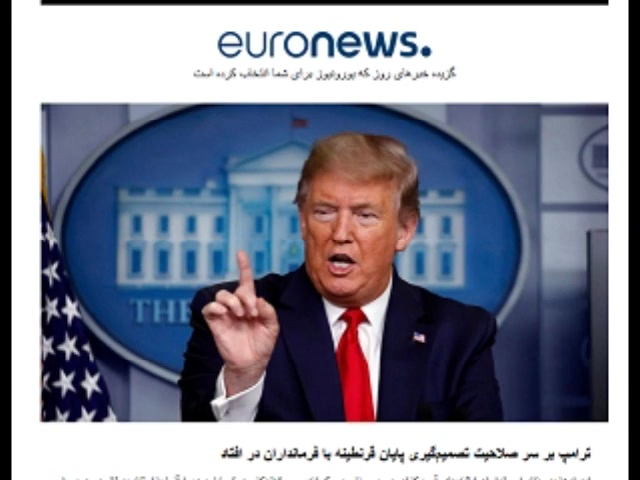 euronews.
گزیده خبرهای روز که یورونیوز برای شما انتخاب کرده است
THE
ترامپ بر سر صلاحیت تصمیم‌گیری پایان قرنطینه با فرمانداران در افتاد